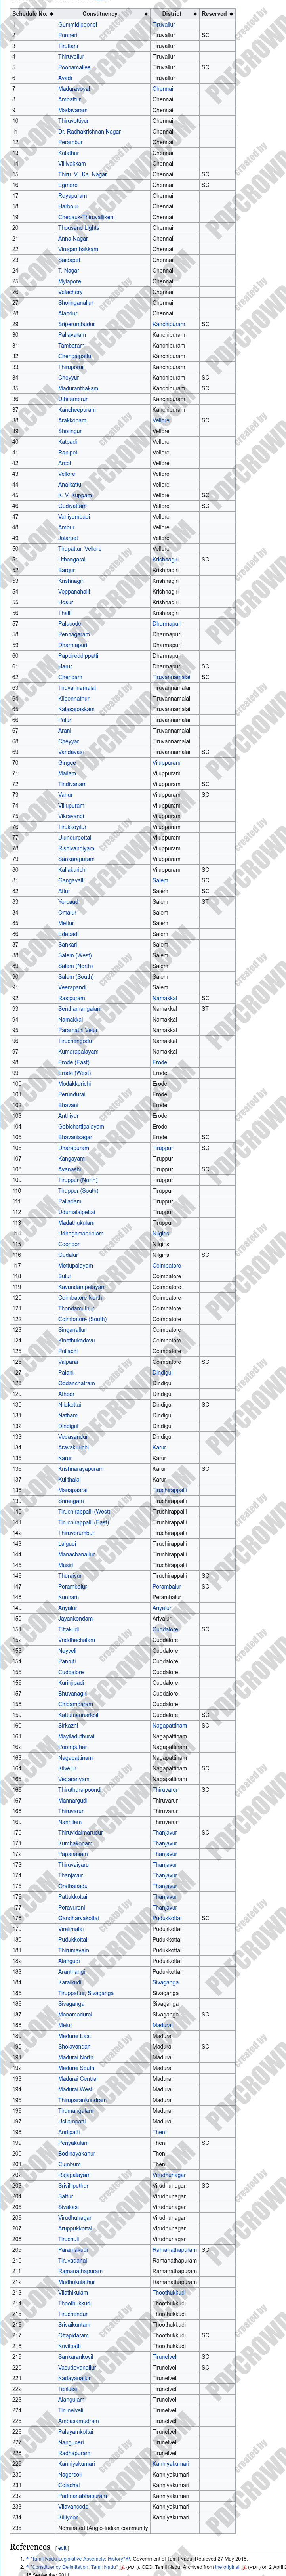 Schedule No. Constituency District Reserved
1 Gummidipoondi Tiruvallur
2 Ponneri Tiruvallur SC
3 Tiruttani Tiruvallur
4 Thiruvallur Tiruvallur
5 Poonamallee Tiruvallur SC
6 Avadi Tiruvallur
7 Maduravoyal Chennai
8 Ambattur Chennai
9 Madavaram Chennai
10 Thiruvottiyur Chennai
11 Dr. Radhakrishnan Nagar Chennai
12 Perambur Chennai
13 Kolathur Chennai
14 Villivakkam Chennai
15 Thiru. Vi. Ka. Nagar Chennai SC
16 Egmore Chennai SC
17 Royapuram Chennai
18 Harbour Chennai
19 Chepauk-Thiruvallikeni Chennai
20 Thousand Lights Chennai
21 Anna Nagar Chennai
22 Virugambakkam Chennai
23 Saidapet Chennai
24 T. Nagar Chennai
25 Mylapore Chennai
26 Velachery Chennai
27 Sholinganallur Chennai
28 Alandur Chennai
29 Sriperumbudur Kanchipuram SC
30 Pallavaram Kanchipuram
31 Tambaram Kanchipuram
32 Chengalpattu Kanchipuram
33 Thiruporur Kanchipuram
34 Cheyyur Kanchipuram SC
35 Maduranthakam Kanchipuram SC
36 Uthiramerur Kanchipuram
37 Kancheepuram Kanchipuram
38 Arakkonam Vellore SC
39 Sholingur Vellore
40 Katpadi Vellore
41 Ranipet Vellore
42 Arcot Vellore
43 Vellore Vellore
44 Anaikattu Vellore
45 K. V. Kuppam Vellore SC
46 Gudiyattam Vellore SC
47 Vaniyambadi Vellore
48 Ambur Vellore
49 Jolarpet Vellore
50 Tirupattur, Vellore Vellore
51 Uthangarai Krishnagiri SC
52 Bargur Krishnagiri
53 Krishnagiri Krishnagiri
54 Veppanahalli Krishnagiri
55 Hosur Krishnagiri
56 Thalli Krishnagiri
57 Palacode Dharmapuri
58 Pennagaram Dharmapuri
59 Dharmapuri Dharmapuri
60 Pappireddippatti Dharmapuri
61 Harur Dharmapuri SC
62 Chengam Tiruvannamalai SC
63 Tiruvannamalai Tiruvannamalai
64 Kilpennathur Tiruvannamalai
65 Kalasapakkam Tiruvannamalai
66 Polur Tiruvannamalai
67 Arani Tiruvannamalai
68 Cheyyar Tiruvannamalai
69 Vandavasi Tiruvannamalai SC
70 Gingee Viluppuram
71 Mailam Viluppuram
72 Tindivanam Viluppuram SC
73 Vanur Viluppuram SC
74 Villupuram Viluppuram
75 Vikravandi Viluppuram
76 Tirukkoyilur Viluppuram
77 Ulundurpettai Viluppuram
78 Rishivandiyam Viluppuram
79 Sankarapuram Viluppuram
80 Kallakurichi Viluppuram SC
81 Gangavalli Salem SC
82 Attur Salem SC
83 Yercaud Salem ST
84 Omalur Salem
85 Mettur Salem
86 Edapadi Salem
87 Sankari Salem
88 Salem (West) Salem
89 Salem (North) Salem
90 Salem (South) Salem
91 Veerapandi Salem
92 Rasipuram Namakkal SC
93 Senthamangalam Namakkal ST
94 Namakkal Namakkal
95 Paramathi Velur Namakkal
96 Tiruchengodu Namakkal
97 Kumarapalayam Namakkal
98 Erode (East) Erode
99 Erode (West) Erode
100 Modakkurichi Erode
101 Perundurai Erode
102 Bhavani Erode
103 Anthiyur Erode
104 Gobichettipalayam Erode
105 Bhavanisagar Erode SC
106 Dharapuram Tiruppur SC
107 Kangayam Tiruppur
108 Avanashi Tiruppur SC
109 Tiruppur (North) Tiruppur
110 Tiruppur (South) Tiruppur
111 Palladam Tiruppur
112 Udumalaipettai Tiruppur
113 Madathukulam Tiruppur
114 Udhagamandalam Nilgiris
115 Coonoor Nilgiris
116 Gudalur Nilgiris SC
117 Mettupalayam Coimbatore
118 Sulur Coimbatore
119 Kavundampalayam Coimbatore
120 Coimbatore North Coimbatore
121 Thondamuthur Coimbatore
122 Coimbatore (South) Coimbatore
123 Singanallur Coimbatore
124 Kinathukadavu Coimbatore
125 Pollachi Coimbatore
126 Valparai Coimbatore SC
127 Palani Dindigul
128 Oddanchatram Dindigul
129 Athoor Dindigul
130 Nilakottai Dindigul SC
131 Natham Dindigul
132 Dindigul Dindigul
133 Vedasandur Dindigul
134 Aravakurichi Karur
135 Karur Karur
136 Krishnarayapuram Karur SC
137 Kulithalai Karur
138 Manapaarai Tiruchirappalli
139 Srirangam Tiruchirappalli
140 Tiruchirappalli (West) Tiruchirappalli
141 Tiruchirappalli (East) Tiruchirappalli
142 Thiruverumbur Tiruchirappalli
143 Lalgudi Tiruchirappalli
144 Manachanallur Tiruchirappalli
145 Musiri Tiruchirappalli
146 Thuraiyur Tiruchirappalli SC
147 Perambalur Perambalur SC
148 Kunnam Perambalur
149 Ariyalur Ariyalur
150 Jayankondam Ariyalur
151 Tittakudi Cuddalore SC
152 Vriddhachalam Cuddalore
153 Neyveli Cuddalore
154 Panruti Cuddalore
155 Cuddalore Cuddalore
156 Kurinjipadi Cuddalore
157 Bhuvanagiri Cuddalore
158 Chidambaram Cuddalore
159 Kattumannarkoil Cuddalore SC
160 Sirkazhi Nagapattinam SC
161 Mayiladuthurai Nagapattinam
162 Poompuhar Nagapattinam
163 Nagapattinam Nagapattinam
164 Kilvelur Nagapattinam SC
165 Vedaranyam Nagapattinam
166 Thiruthuraipoondi Thiruvarur SC
167 Mannargudi Thiruvarur
168 Thiruvarur Thiruvarur
169 Nannilam Thiruvarur
170 Thiruvidaimarudur Thanjavur SC
171 Kumbakonam Thanjavur
172 Papanasam Thanjavur
173 Thiruvaiyaru Thanjavur
174 Thanjavur Thanjavur
175 Orathanadu Thanjavur
176 Pattukkottai Thanjavur
177 Peravurani Thanjavur
178 Gandharvakottai Pudukkottai SC
179 Viralimalai Pudukkottai
180 Pudukkottai Pudukkottai
181 Thirumayam Pudukkottai
182 Alangudi Pudukkottai
183 Aranthangi Pudukkottai
184 Karaikudi Sivaganga
185 Tiruppattur, Sivaganga Sivaganga
186 Sivaganga Sivaganga
187 Manamadurai Sivaganga SC
188 Melur Madurai
189 Madurai East Madurai
190 Sholavandan Madurai SC
191 Madurai North Madurai
192 Madurai South Madurai
193 Madurai Central Madurai
194 Madurai West Madurai
195 Thiruparankundram Madurai
196 Tirumangalam Madurai
197 Usilampatti Madurai
198 Andipatti Theni
199 Periyakulam Theni SC
200 Bodinayakanur Theni
201 Cumbum Theni
202 Rajapalayam Virudhunagar
203 Srivilliputhur Virudhunagar SC
204 Sattur Virudhunagar
205 Sivakasi Virudhunagar
206 Virudhunagar Virudhunagar
207 Aruppukkottai Virudhunagar
208 Tiruchuli Virudhunagar
209 Paramakudi Ramanathapuram SC
210 Tiruvadanai Ramanathapuram
211 Ramanathapuram Ramanathapuram
212 Mudhukulathur Ramanathapuram
213 Vilathikulam Thoothukkudi
214 Thoothukkudi Thoothukkudi
215 Tiruchendur Thoothukkudi
216 Srivaikuntam Thoothukkudi
217 Ottapidaram Thoothukkudi SC
218 Kovilpatti Thoothukkudi
219 Sankarankovil Tirunelveli SC
220 Vasudevanallur Tirunelveli SC
221 Kadayanallur Tirunelveli
222 Tenkasi Tirunelveli
223 Alangulam Tirunelveli
224 Tirunelveli Tirunelveli
225 Ambasamudram Tirunelveli
226 Palayamkottai Tirunelveli
227 Nanguneri Tirunelveli
228 Radhapuram Tirunelveli
229 Kanniyakumari Kanniyakumari
230 Nagercoil Kanniyakumari
231 Colachal Kanniyakumari
232 Padmanabhapuram Kanniyakumari
233 Vilavancode Kanniyakumari
234 Killiyoor Kanniyakumari
235 Nominated (Anglo-Indian community)
References [ edit ]
1. ^ "Tamil Nadu Legislative Assembly: History". Government of Tamil Nadu. Retrieved 27 May 2018.
2. ^ "Constituency Delimitation, Tamil Nadu" (PDF). CEO, Tamil Nadu. Archived from the original (PDF) on 2 April